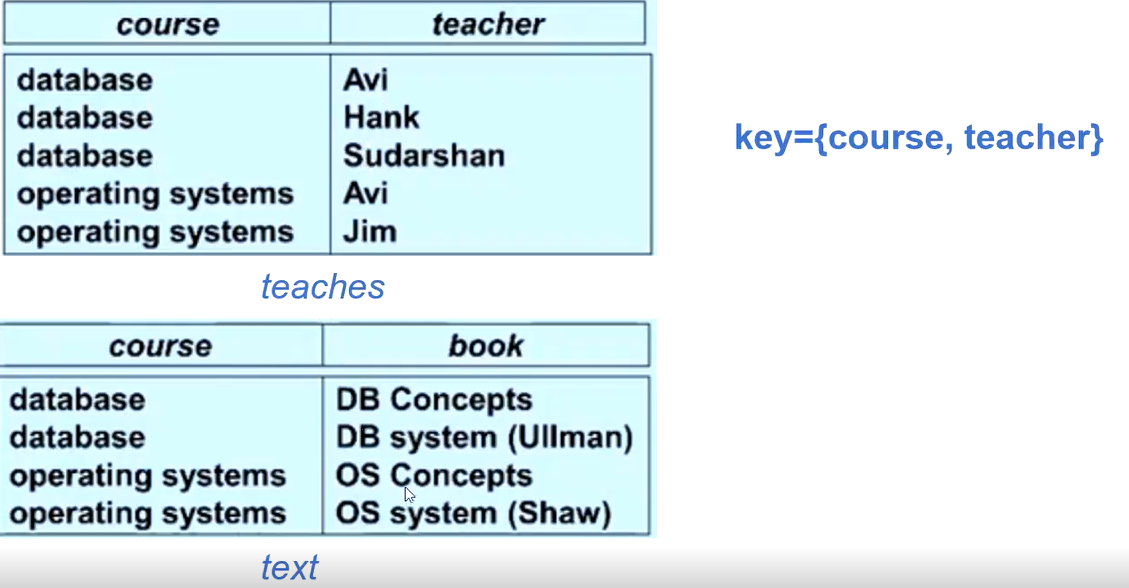 course teacher
database Avi
database Hank
database Sudarshan
operating systems Avi
operating systems Jim
teaches
key={course, teacher}
course book
database DB Concepts
database DB system (Ullman)
operating systems OS Concepts
operating systems OS system (Shaw)
text